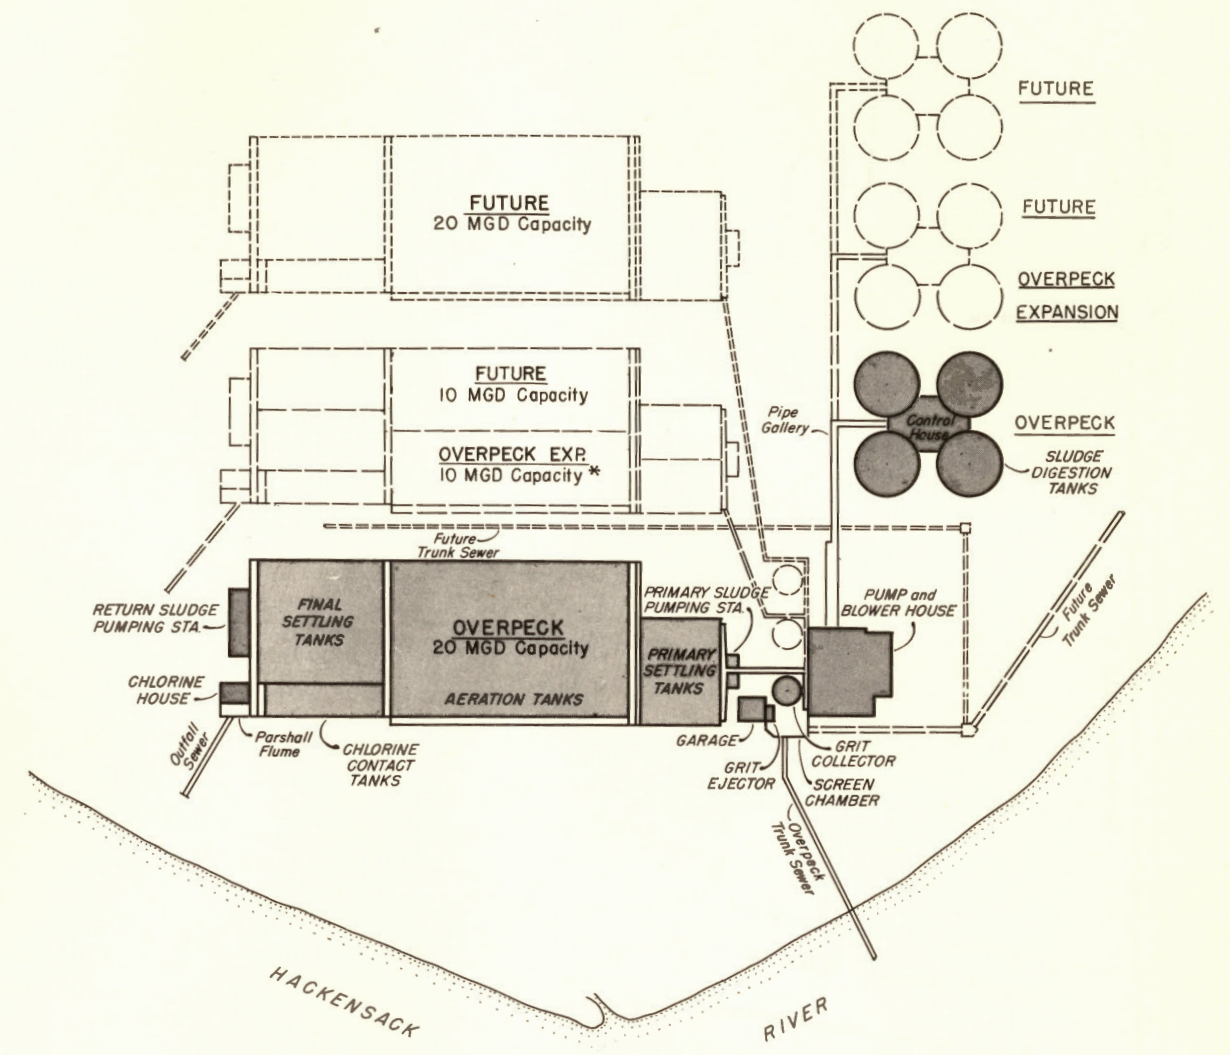 FUTURE
FUTURE
20 MGD Capacity
FUTURE
OVERPECK
EXPANSION
FUTURE
10 MGD Capacity
OVERPECK EXP.
10 MGD Capacity *
Pipe
Gallery
Control
House
OVERPECK
SLUDGE
DIGESTION
TANKS
Future
Trunk Sewer
Future
Trunk Sewer
RETURN SLUDGE
PUMPING STA.
FINAL
SETTLING
TANKS
OVERPECK
20 MGD Capacity
AERATION TANKS
PRIMARY SLUDGE
PUMPING STA.
PRIMARY
SETTLING
TANKS
PUMP and
BLOWER HOUSE
CHLORINE
HOUSE
Outfall
Sewer
Parshall
Flume
CHLORINE
CONTACT
TANKS
GARAGE
GRIT
EJECTOR
GRIT
COLLECTOR
SCREEN
CHAMBER
Overpeck
Trunk Sewer
HACKENSACK
RIVER